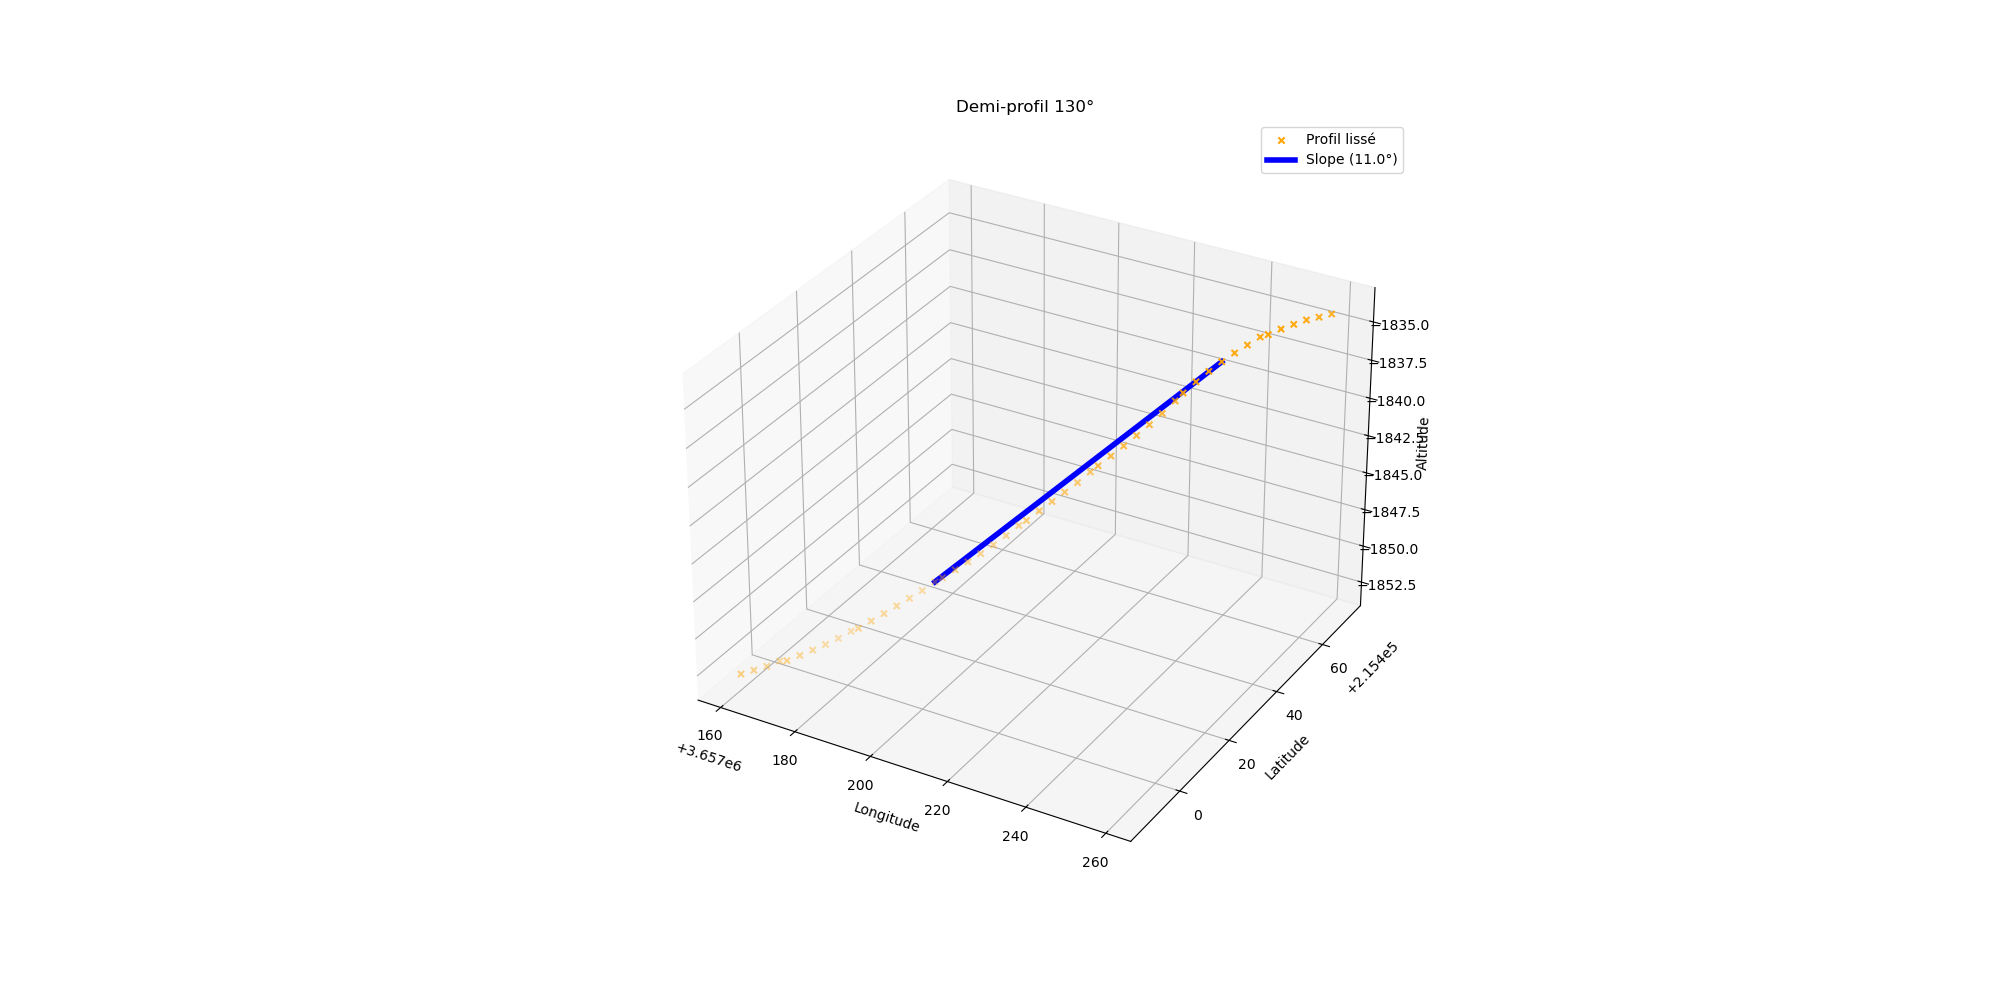 Demi-profil 130°
Profil lissé
Slope (11.0°)
−1835.0
−1837.5
−1840.0
−1842.5
Altitude
−1845.0
−1847.5
−1850.0
−1852.5
60
+2.154e5
40
20
Latitude
0
160
+3.657e6
180
200
220
Longitude
240
260